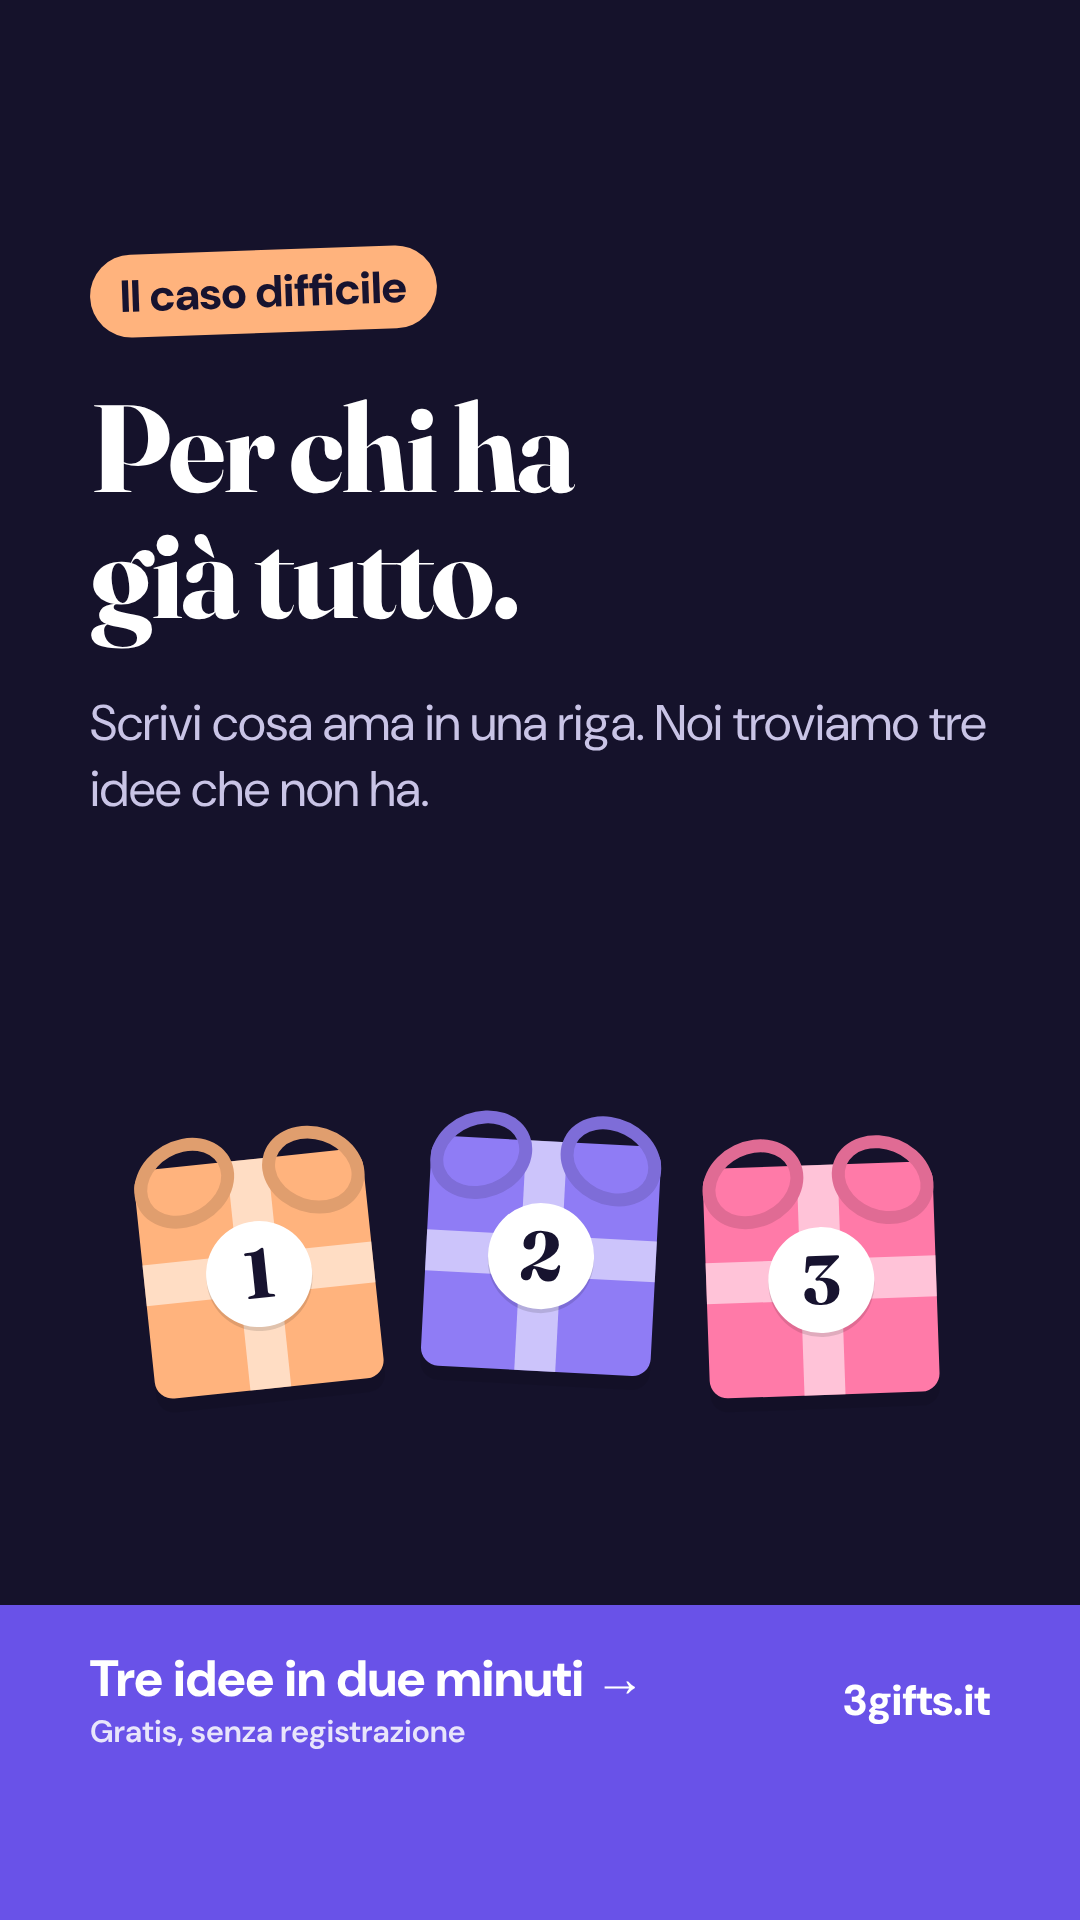 Il caso difficile
Per chi ha
già tutto.
Scrivi cosa ama in una riga. Noi troviamo tre
idee che non ha.
1
2
3
Tre idee in due minuti →
Gratis, senza registrazione
3gifts.it